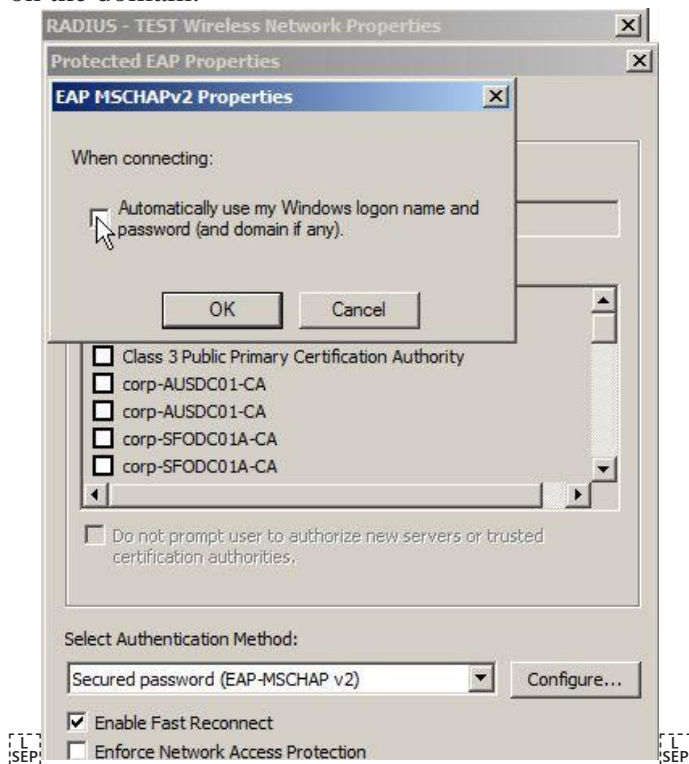 on the domain.
RADIUS - TEST Wireless Network Properties
Protected EAP Properties
EAP MSCHAPv2 Properties
When connecting:
Automatically use my Windows logon name and
password (and domain if any).
OK
Cancel
Class 3 Public Primary Certification Authority
corp-AUSDC01-CA
corp-AUSDC01-CA
corp-SFODC01A-CA
corp-SFODC01A-CA
Do not prompt user to authorize new servers or trusted
certification authorities.
Select Authentication Method:
Secured password (EAP-MSCHAP v2)
Configure...
Enable Fast Reconnect
Enforce Network Access Protection
L
SEP
L
SEP